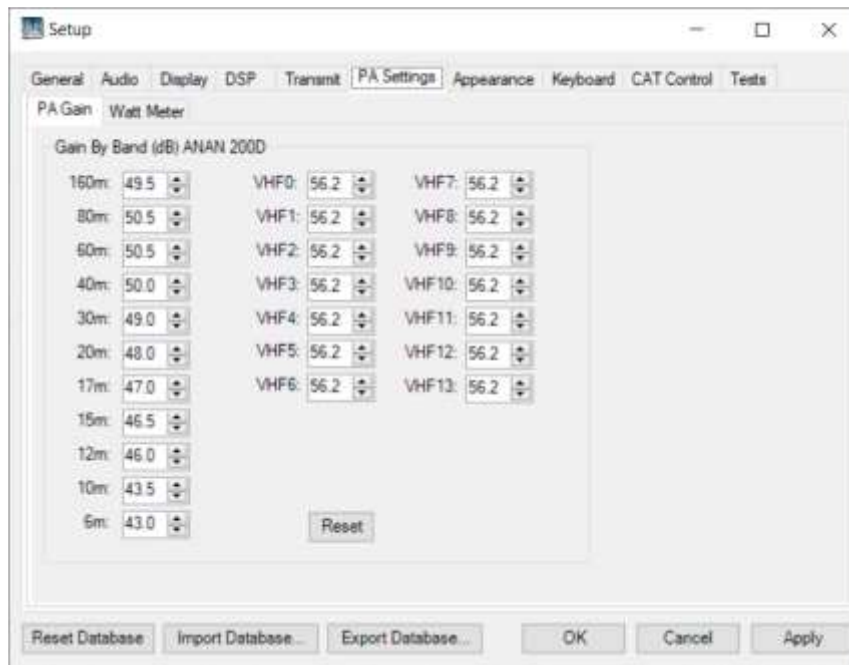 Setup
General Audio Display DSP Transmit PA Settings Appearance Keyboard CAT Control Tests
PA Gain Watt Meter
Gain By Band (dB) ANAN 200D
160m: 49.5 VHF0: 56.2 VHF7: 56.2
80m: 50.5 VHF1: 56.2 VHF8: 56.2
60m: 50.5 VHF2: 56.2 VHF9: 56.2
40m: 50.0 VHF3: 56.2 VHF10: 56.2
30m: 49.0 VHF4: 56.2 VHF11: 56.2
20m: 48.0 VHF5: 56.2 VHF12: 56.2
17m: 47.0 VHF6: 56.2 VHF13: 56.2
15m: 46.5
12m: 46.0
10m: 43.5
6m: 43.0 Reset
Reset Database Import Database... Export Database... OK Cancel Apply